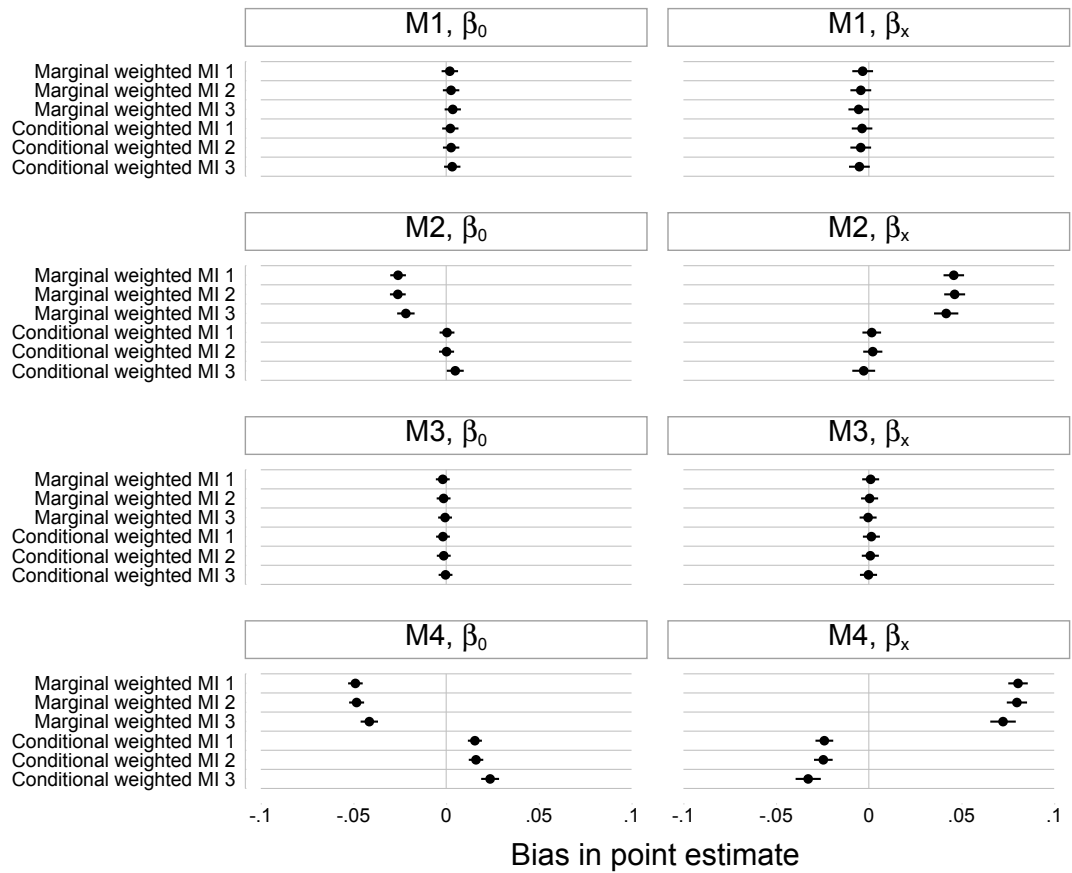 M1, β0 M1, βx
Marginal weighted MI 1
Marginal weighted MI 2
Marginal weighted MI 3
Conditional weighted MI 1
Conditional weighted MI 2
Conditional weighted MI 3
M2, β0 M2, βx
Marginal weighted MI 1
Marginal weighted MI 2
Marginal weighted MI 3
Conditional weighted MI 1
Conditional weighted MI 2
Conditional weighted MI 3
M3, β0 M3, βx
Marginal weighted MI 1
Marginal weighted MI 2
Marginal weighted MI 3
Conditional weighted MI 1
Conditional weighted MI 2
Conditional weighted MI 3
M4, β0 M4, βx
Marginal weighted MI 1
Marginal weighted MI 2
Marginal weighted MI 3
Conditional weighted MI 1
Conditional weighted MI 2
Conditional weighted MI 3
-.1 -.05 0 .05 .1 -.1 -.05 0 .05 .1
Bias in point estimate